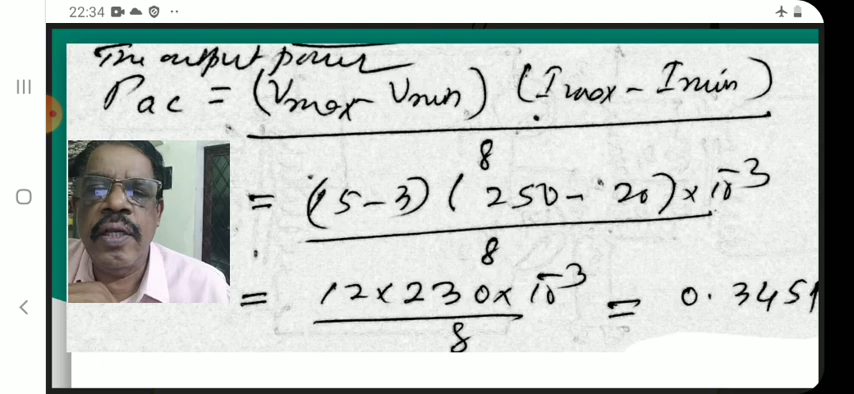 22:34
The output power
Pac = (Vmax - Vmin) (Imax - Imin)
8
= (15-3) (250 - 20) × 10^-3
8
= 12 × 230 × 10^-3 = 0.345
8